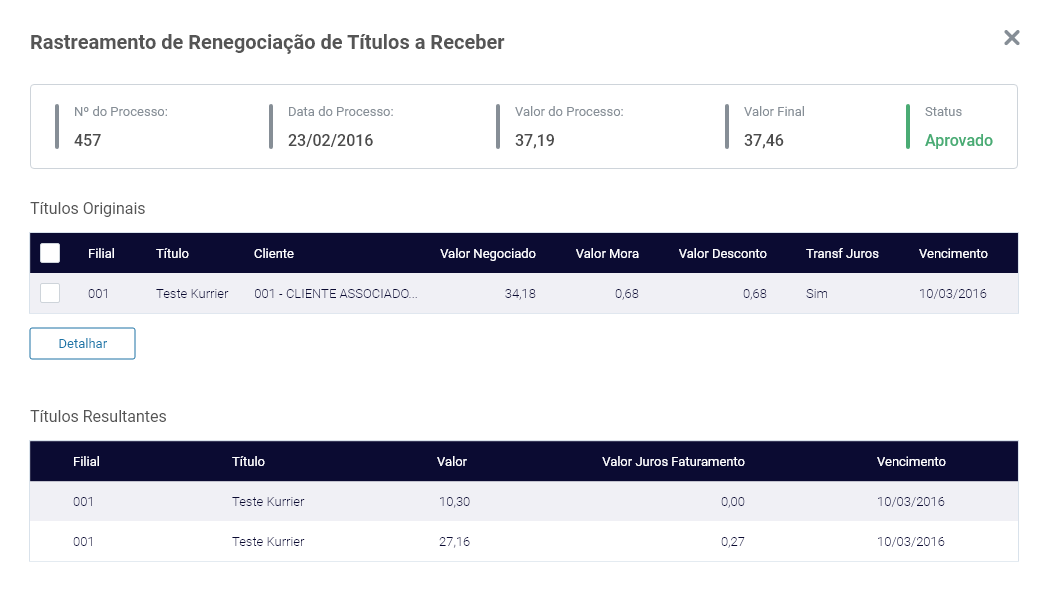 Rastreamento de Renegociação de Títulos a Receber
Nº do Processo: Data do Processo: Valor do Processo: Valor Final Status
457 23/02/2016 37,19 37,46 Aprovado
Títulos Originais
Filial Título Cliente Valor Negociado Valor Mora Valor Desconto Transf Juros Vencimento
001 Teste Kurrier 001 - CLIENTE ASSOCIADO... 34,18 0,68 0,68 Sim 10/03/2016
Detalhar
Títulos Resultantes
Filial Título Valor Valor Juros Faturamento Vencimento
001 Teste Kurrier 10,30 0,00 10/03/2016
001 Teste Kurrier 27,16 0,27 10/03/2016